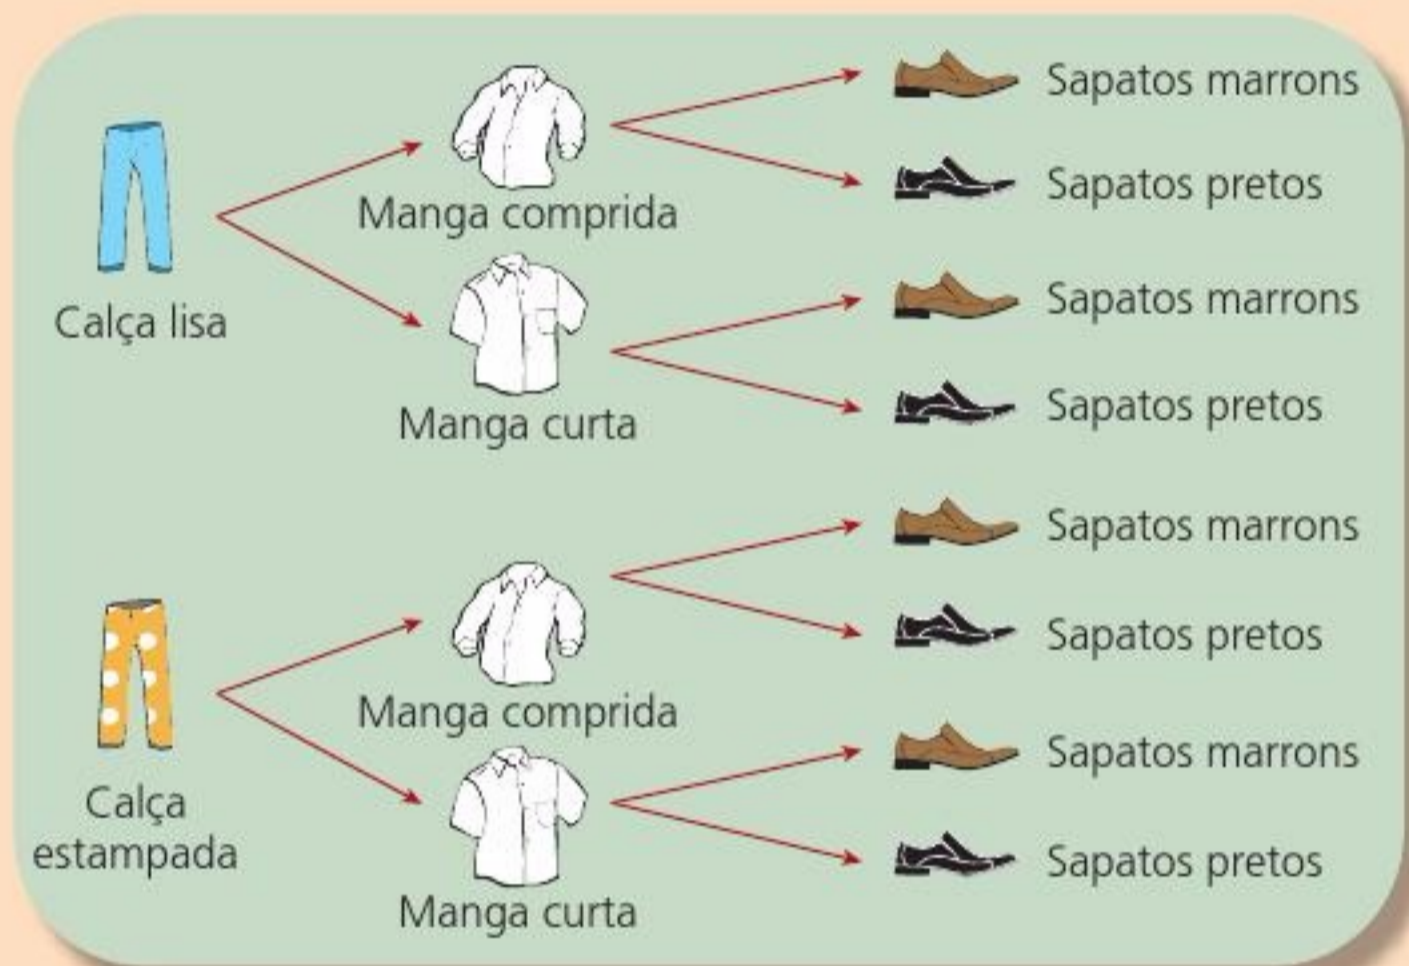 Sapatos marrons
Manga comprida
Sapatos pretos
Calça lisa
Sapatos marrons
Manga curta
Sapatos pretos
Sapatos marrons
Manga comprida
Sapatos pretos
Calça
estampada
Sapatos marrons
Manga curta
Sapatos pretos